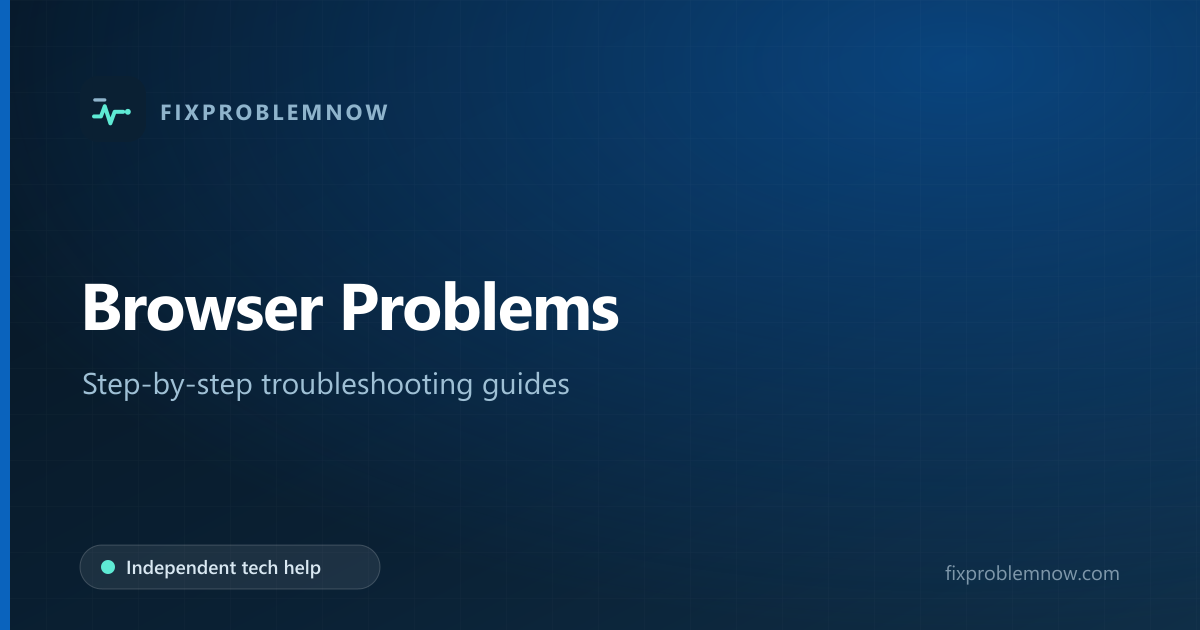 FIXPROBLEMNOW
Browser Problems
Step-by-step troubleshooting guides
Independent tech help
fixproblemnow.com